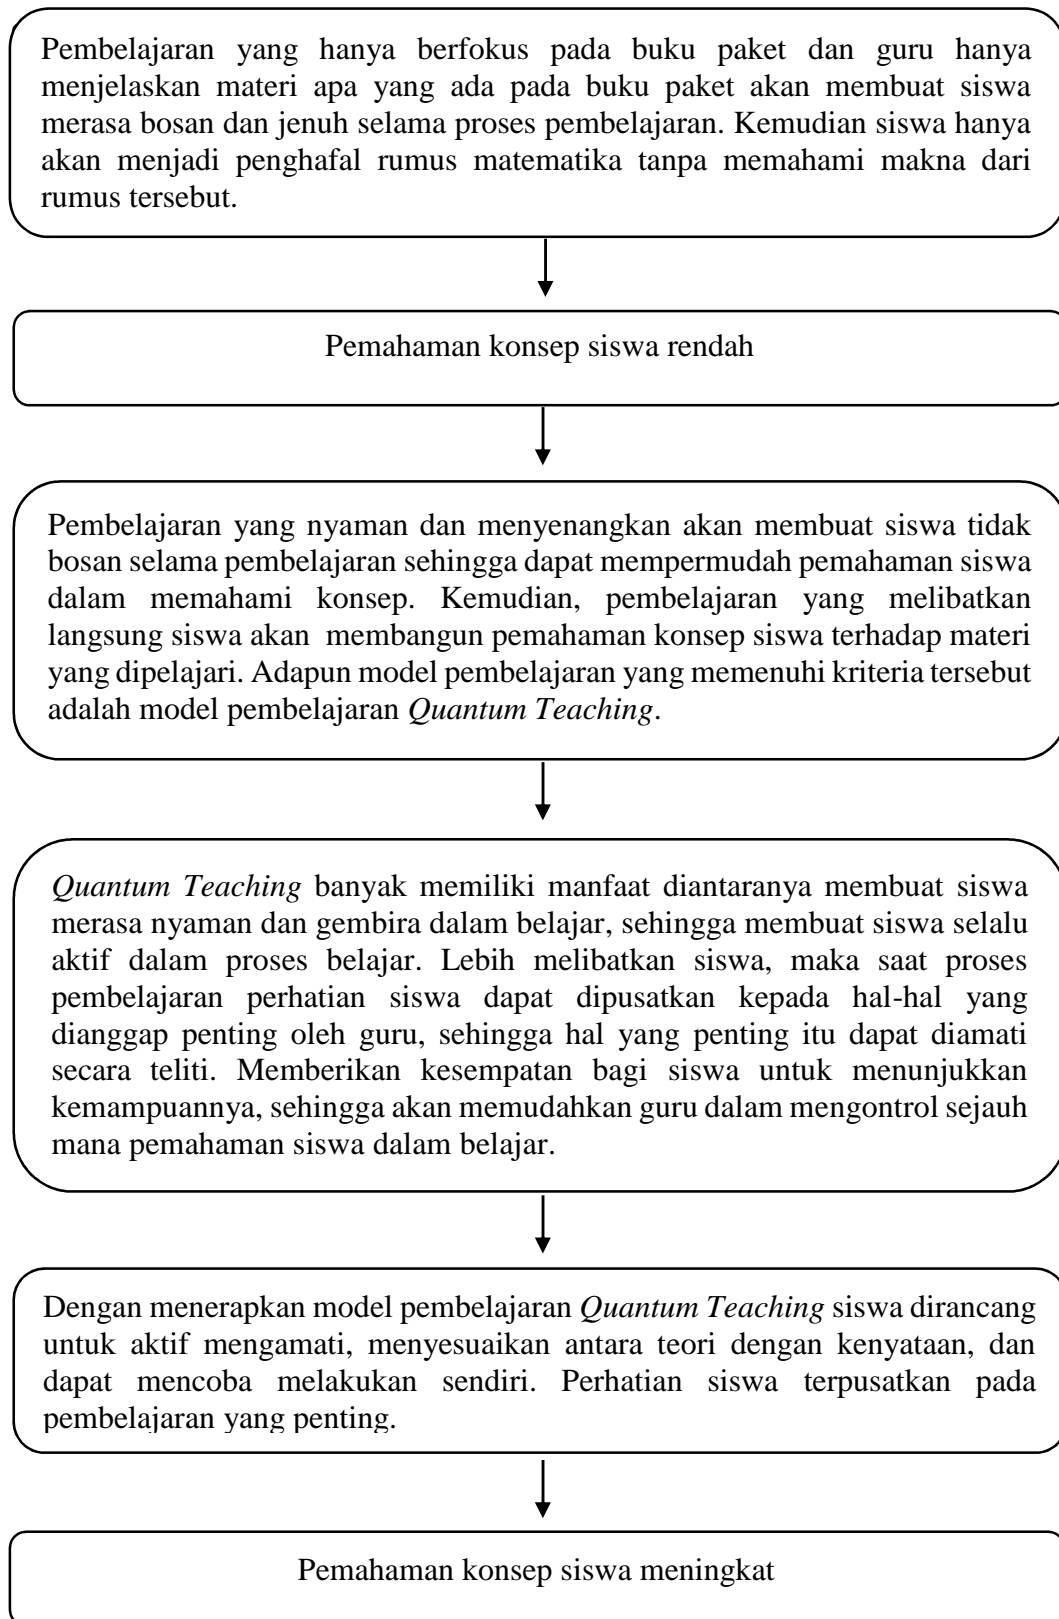 Pembelajaran yang hanya berfokus pada buku paket dan guru hanya
menjelaskan materi apa yang ada pada buku paket akan membuat siswa
merasa bosan dan jenuh selama proses pembelajaran. Kemudian siswa hanya
akan menjadi penghafal rumus matematika tanpa memahami makna dari
rumus tersebut.
Pemahaman konsep siswa rendah
Pembelajaran yang nyaman dan menyenangkan akan membuat siswa tidak
bosan selama pembelajaran sehingga dapat mempermudah pemahaman siswa
dalam memahami konsep. Kemudian, pembelajaran yang melibatkan
langsung siswa akan membangun pemahaman konsep siswa terhadap materi
yang dipelajari. Adapun model pembelajaran yang memenuhi kriteria tersebut
adalah model pembelajaran Quantum Teaching.
Quantum Teaching banyak memiliki manfaat diantaranya membuat siswa
merasa nyaman dan gembira dalam belajar, sehingga membuat siswa selalu
aktif dalam proses belajar. Lebih melibatkan siswa, maka saat proses
pembelajaran perhatian siswa dapat dipusatkan kepada hal-hal yang
dianggap penting oleh guru, sehingga hal yang penting itu dapat diamati
secara teliti. Memberikan kesempatan bagi siswa untuk menunjukkan
kemampuannya, sehingga akan memudahkan guru dalam mengontrol sejauh
mana pemahaman siswa dalam belajar.
Dengan menerapkan model pembelajaran Quantum Teaching siswa dirancang
untuk aktif mengamati, menyesuaikan antara teori dengan kenyataan, dan
dapat mencoba melakukan sendiri. Perhatian siswa terpusatkan pada
pembelajaran yang penting.
Pemahaman konsep siswa meningkat